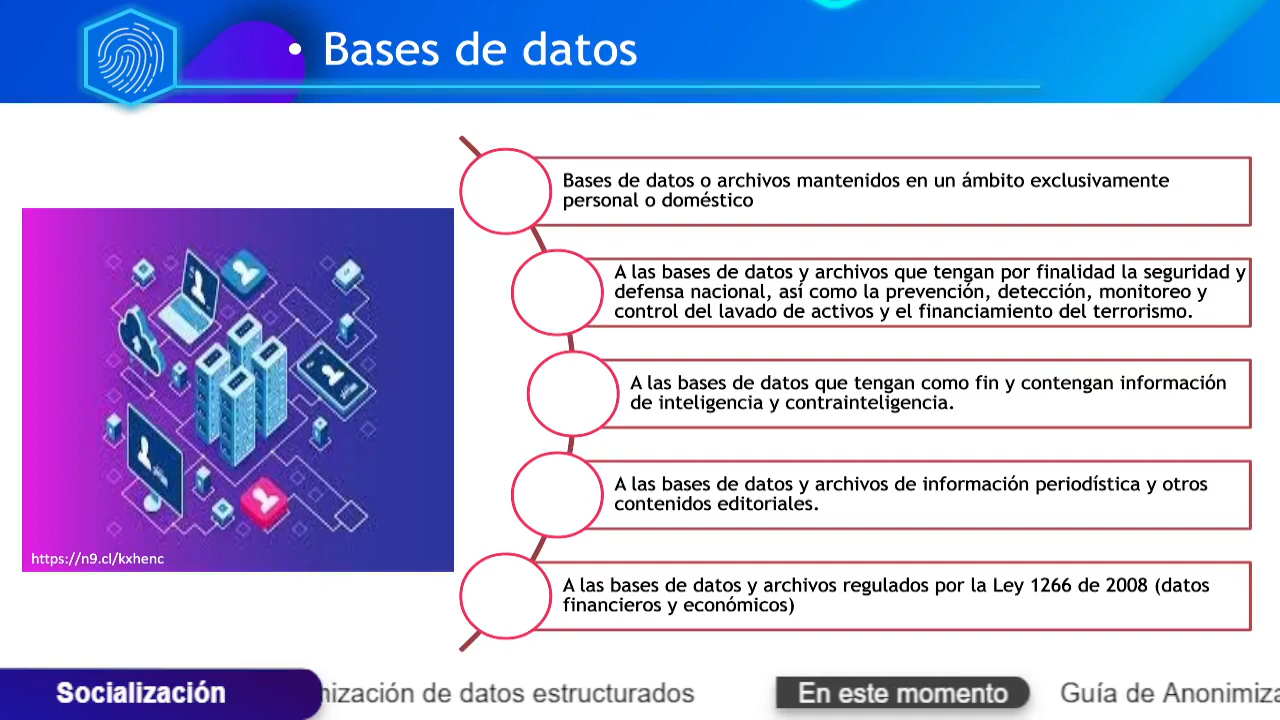 • Bases de datos
Bases de datos o archivos mantenidos en un ámbito exclusivamente
personal o doméstico
A las bases de datos y archivos que tengan por finalidad la seguridad y
defensa nacional, así como la prevención, detección, monitoreo y
control del lavado de activos y el financiamiento del terrorismo.
A las bases de datos que tengan como fin y contengan información
de inteligencia y contrainteligencia.
A las bases de datos y archivos de información periodística y otros
contenidos editoriales.
A las bases de datos y archivos regulados por la Ley 1266 de 2008 (datos
financieros y económicos)
https://n9.cl/kxhenc
Socialización
nización de datos estructurados
En este momento
Guía de Anonimiza